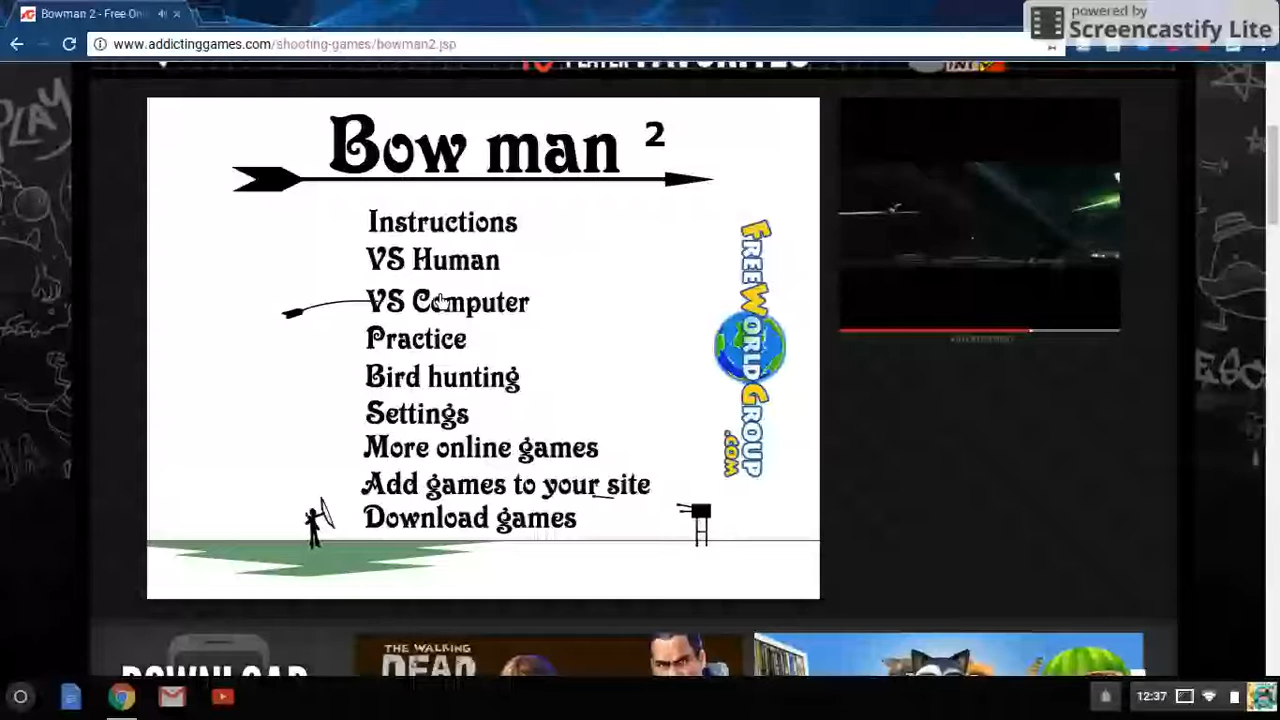 powered by
Screencastify Lite
Bowman 2 - Free On
www.addictinggames.com/shooting-games/bowman2.jsp
PLAY
Bow man 2
Instructions
VS Human
VS Computer
Practice
Bird hunting
Settings
More online games
Add games to your site
Download games
FreeWorldGroup
.com
THE WALKING
DEAD
DOWNLOAD
12:37